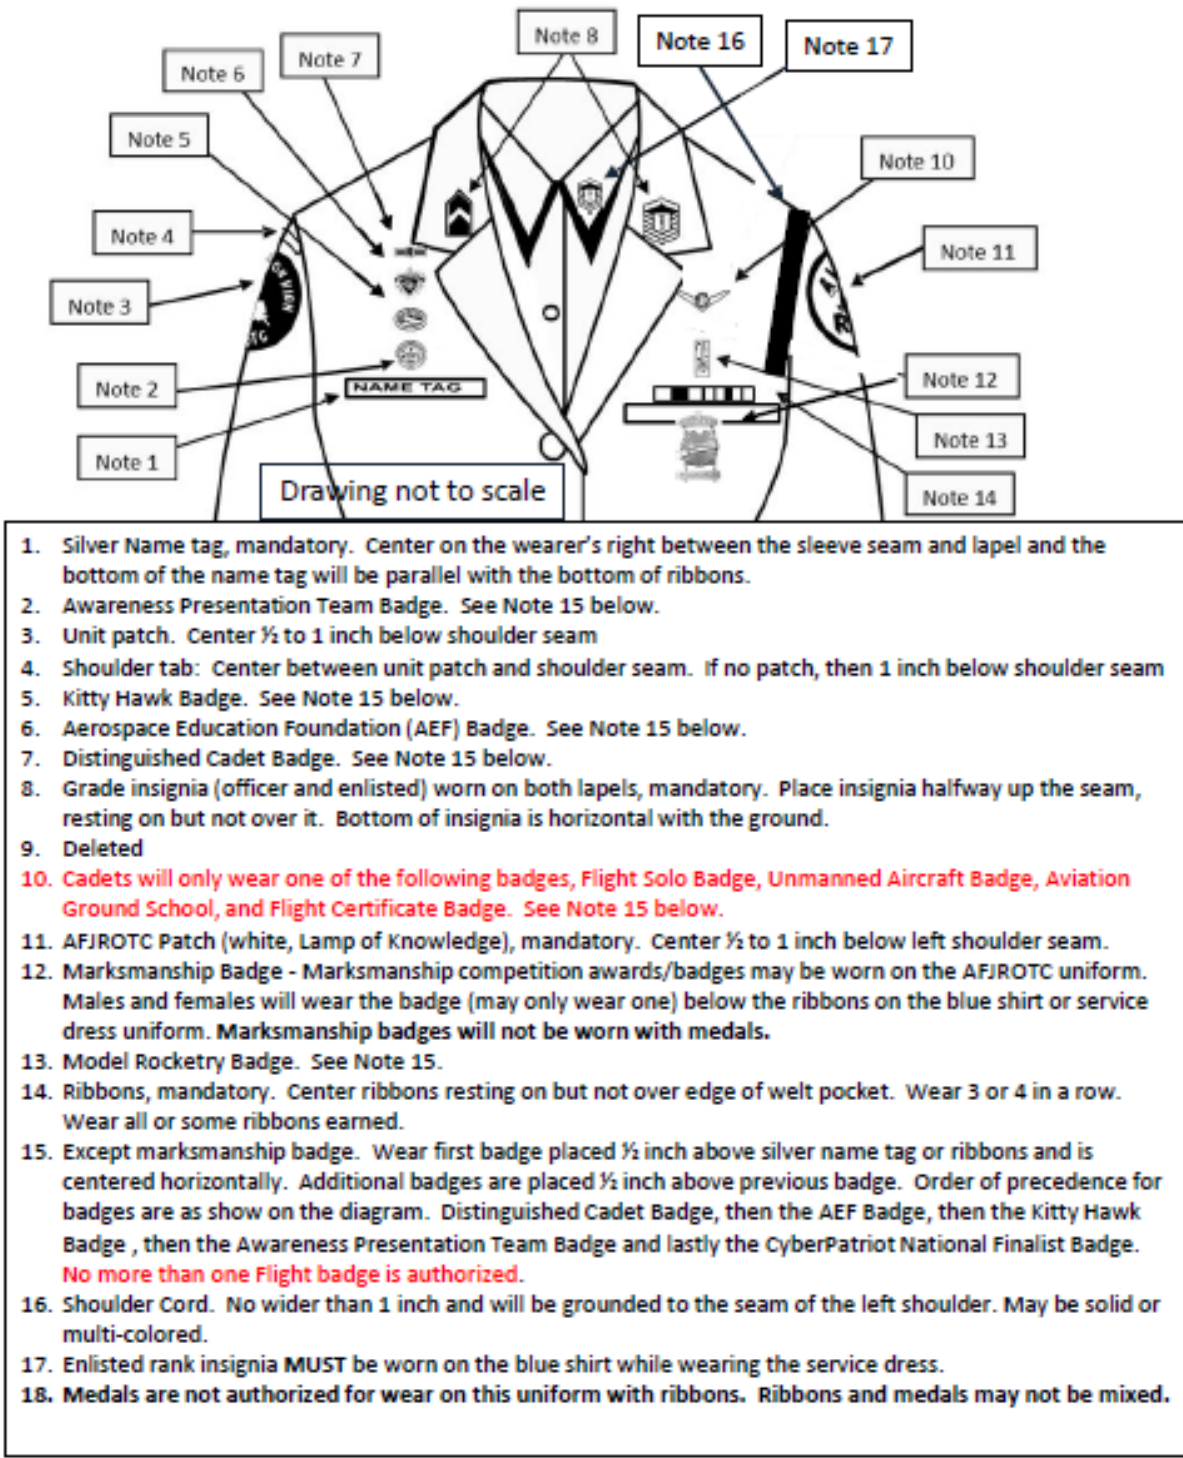 Note 8
Note 16
Note 17
Note 7
Note 6
Note 5
Note 10
Note 4
Note 11
Note 3
Note 2
NAME TAG
Note 12
Note 1
Note 13
Note 14
Drawing not to scale
1. Silver Name tag, mandatory. Center on the wearer's right between the sleeve seam and lapel and the
bottom of the name tag will be parallel with the bottom of ribbons.
2. Awareness Presentation Team Badge. See Note 15 below.
3. Unit patch. Center ½ to 1 inch below shoulder seam
4. Shoulder tab: Center between unit patch and shoulder seam. If no patch, then 1 inch below shoulder seam
5. Kitty Hawk Badge. See Note 15 below.
6. Aerospace Education Foundation (AEF) Badge. See Note 15 below.
7. Distinguished Cadet Badge. See Note 15 below.
8. Grade insignia (officer and enlisted) worn on both lapels, mandatory. Place insignia halfway up the seam,
resting on but not over it. Bottom of insignia is horizontal with the ground.
9. Deleted
10. Cadets will only wear one of the following badges, Flight Solo Badge, Unmanned Aircraft Badge, Aviation
Ground School, and Flight Certificate Badge. See Note 15 below.
11. AFJROTC Patch (white, Lamp of Knowledge), mandatory. Center ½ to 1 inch below left shoulder seam.
12. Marksmanship Badge - Marksmanship competition awards/badges may be worn on the AFJROTC uniform.
Males and females will wear the badge (may only wear one) below the ribbons on the blue shirt or service
dress uniform. Marksmanship badges will not be worn with medals.
13. Model Rocketry Badge. See Note 15.
14. Ribbons, mandatory. Center ribbons resting on but not over edge of welt pocket. Wear 3 or 4 in a row.
Wear all or some ribbons earned.
15. Except marksmanship badge. Wear first badge placed ½ inch above silver name tag or ribbons and is
centered horizontally. Additional badges are placed ½ inch above previous badge. Order of precedence for
badges are as show on the diagram. Distinguished Cadet Badge, then the AEF Badge, then the Kitty Hawk
Badge , then the Awareness Presentation Team Badge and lastly the CyberPatriot National Finalist Badge.
No more than one Flight badge is authorized.
16. Shoulder Cord. No wider than 1 inch and will be grounded to the seam of the left shoulder. May be solid or
multi-colored.
17. Enlisted rank insignia MUST be worn on the blue shirt while wearing the service dress.
18. Medals are not authorized for wear on this uniform with ribbons. Ribbons and medals may not be mixed.